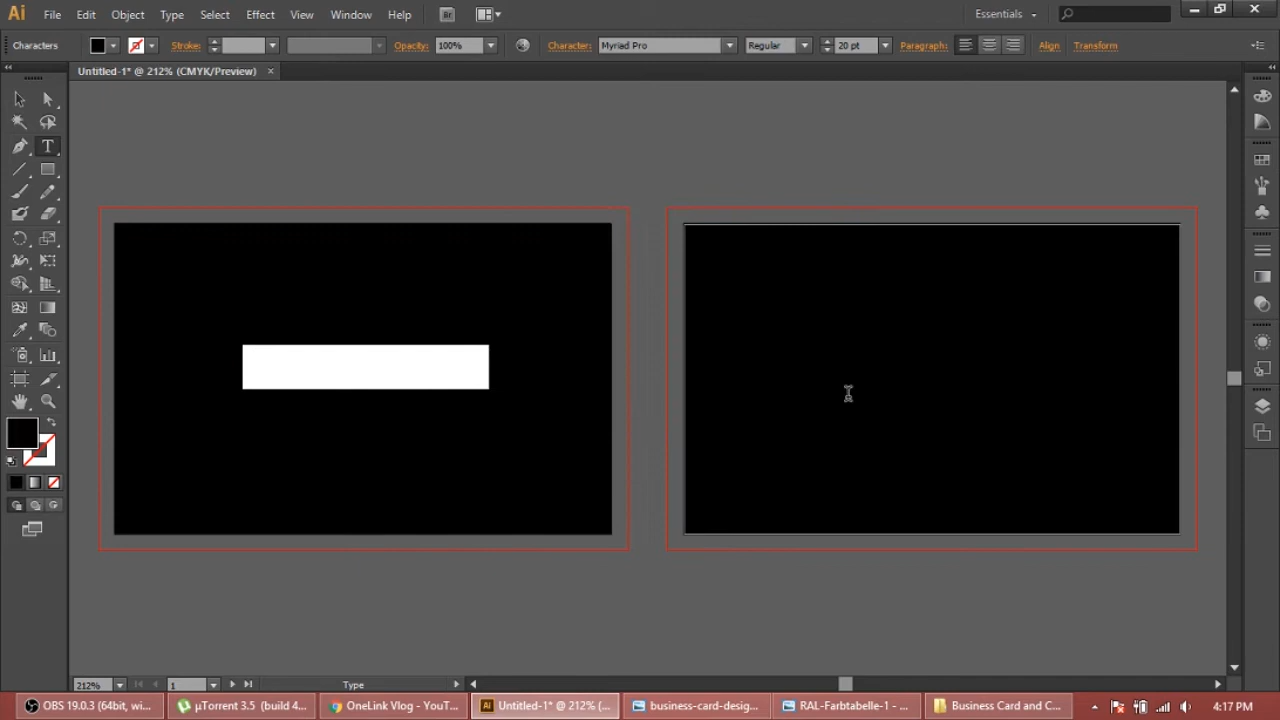 Ai File Edit Object Type Select Effect View Window Help Br Essentials
Characters Stroke: Opacity: 100% Character: Myriad Pro Regular 20 pt Paragraph: Align Transform
Untitled-1* @ 212% (CMYK/Preview) ×
T
212% 1 Type
OBS 19.0.3 (64bit, wi... µTorrent 3.5 (build 4... OneLink Vlog - YouT... Untitled-1* @ 212% (... business-card-desig... RAL-Farbtabelle-1 - ... Business Card and C... 4:17 PM